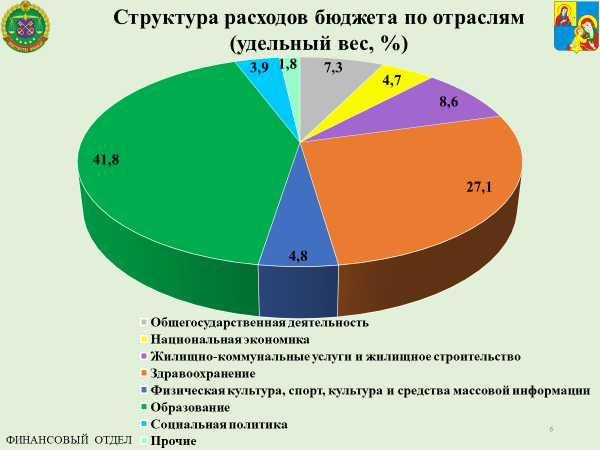 Структура расходов бюджета по отраслям
(удельный вес, %)
3,9
1,8
7,3
4,7
8,6
41,8
27,1
4,8
Общегосударственная деятельность
Национальная экономика
Жилищно-коммунальные услуги и жилищное строительство
Здравоохранение
Физическая культура, спорт, культура и средства массовой информации
Образование
Социальная политика
Прочие
6
ФИНАНСОВЫЙ ОТДЕЛ